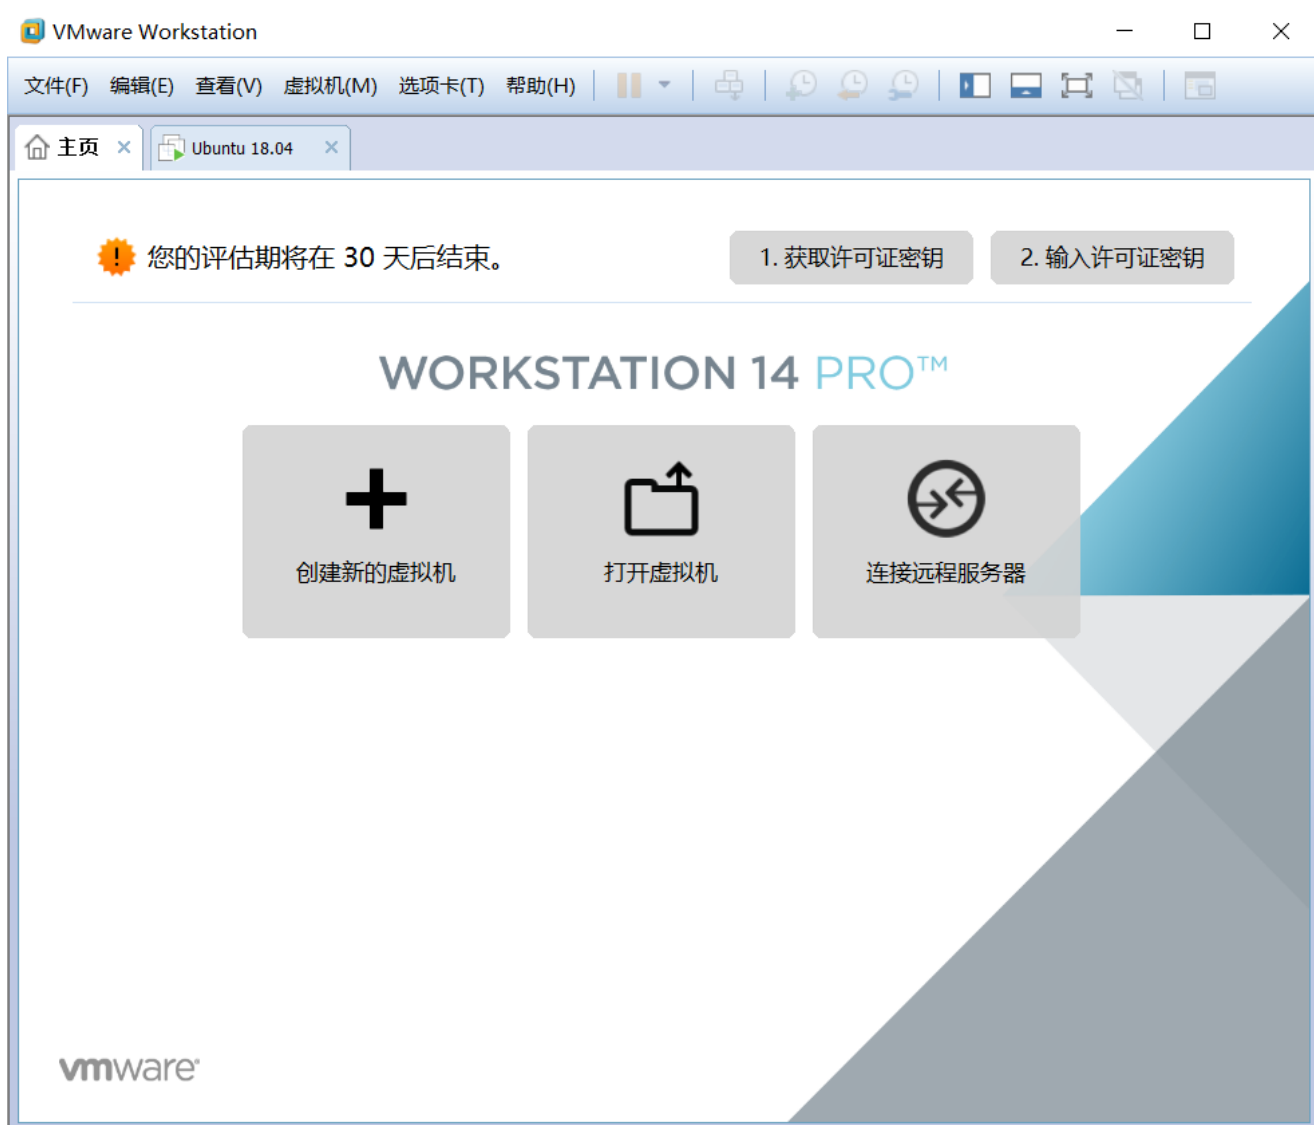 VMware Workstation
文件(F) 编辑(E) 查看(V) 虚拟机(M) 选项卡(T) 帮助(H)
主页 Ubuntu 18.04
您的评估期将在 30 天后结束。 1. 获取许可证密钥 2. 输入许可证密钥
WORKSTATION 14 PRO™
创建新的虚拟机 打开虚拟机 连接远程服务器
vmware®